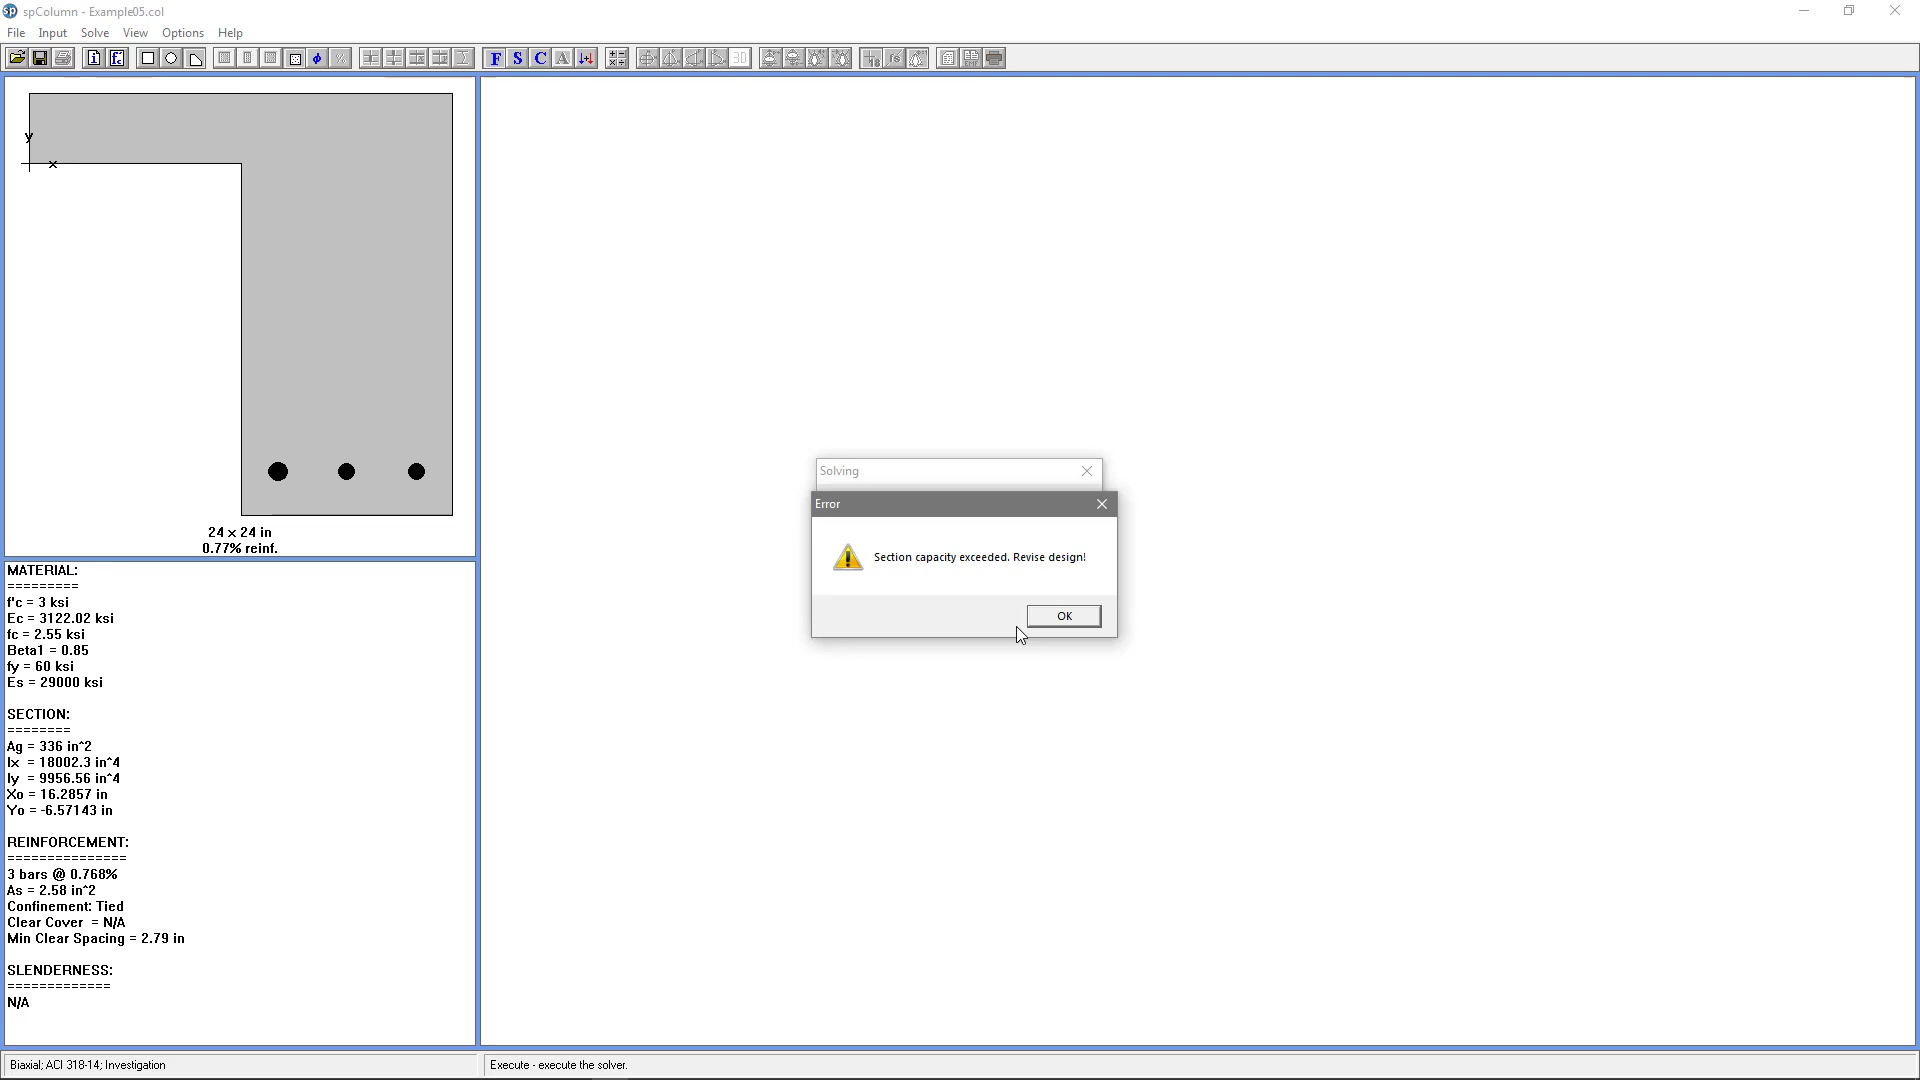 spColumn - Example05.col
File Input Solve View Options Help
i f'c φ % F S C A 3D
y
x
24 x 24 in
0.77% reinf.
MATERIAL:
=========
f'c = 3 ksi
Ec = 3122.02 ksi
fc = 2.55 ksi
Beta1 = 0.85
fy = 60 ksi
Es = 29000 ksi
SECTION:
========
Ag = 336 in^2
Ix = 18002.3 in^4
Iy = 9956.56 in^4
Xo = 16.2857 in
Yo = -6.57143 in
REINFORCEMENT:
===============
3 bars @ 0.768%
As = 2.58 in^2
Confinement: Tied
Clear Cover = N/A
Min Clear Spacing = 2.79 in
SLENDERNESS:
=============
N/A
Solving
Error
Section capacity exceeded. Revise design!
OK
Biaxial; ACI 318-14; Investigation
Execute - execute the solver.